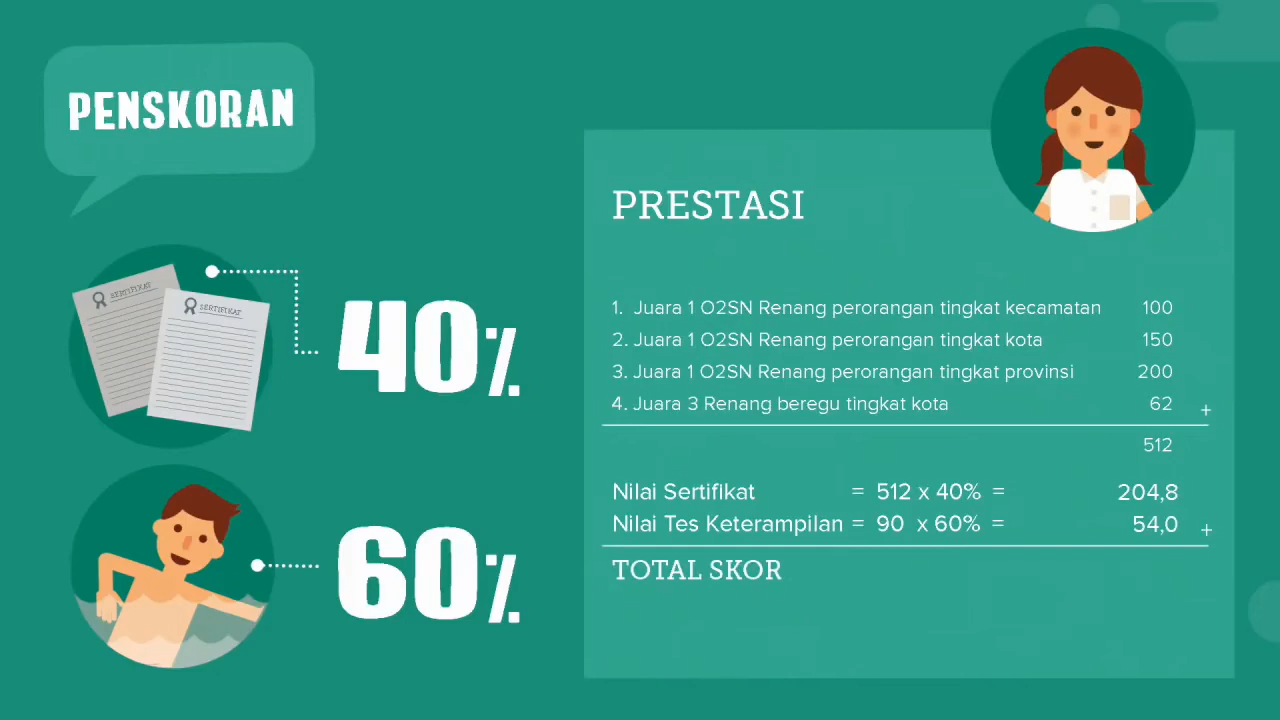 PENSKORAN
SERTIFIKAT
SERTIFIKAT
40%
60%
PRESTASI
1. Juara 1 O2SN Renang perorangan tingkat kecamatan 100
2. Juara 1 O2SN Renang perorangan tingkat kota 150
3. Juara 1 O2SN Renang perorangan tingkat provinsi 200
4. Juara 3 Renang beregu tingkat kota 62 +
512
Nilai Sertifikat = 512 x 40% = 204,8
Nilai Tes Keterampilan = 90 x 60% = 54,0 +
TOTAL SKOR